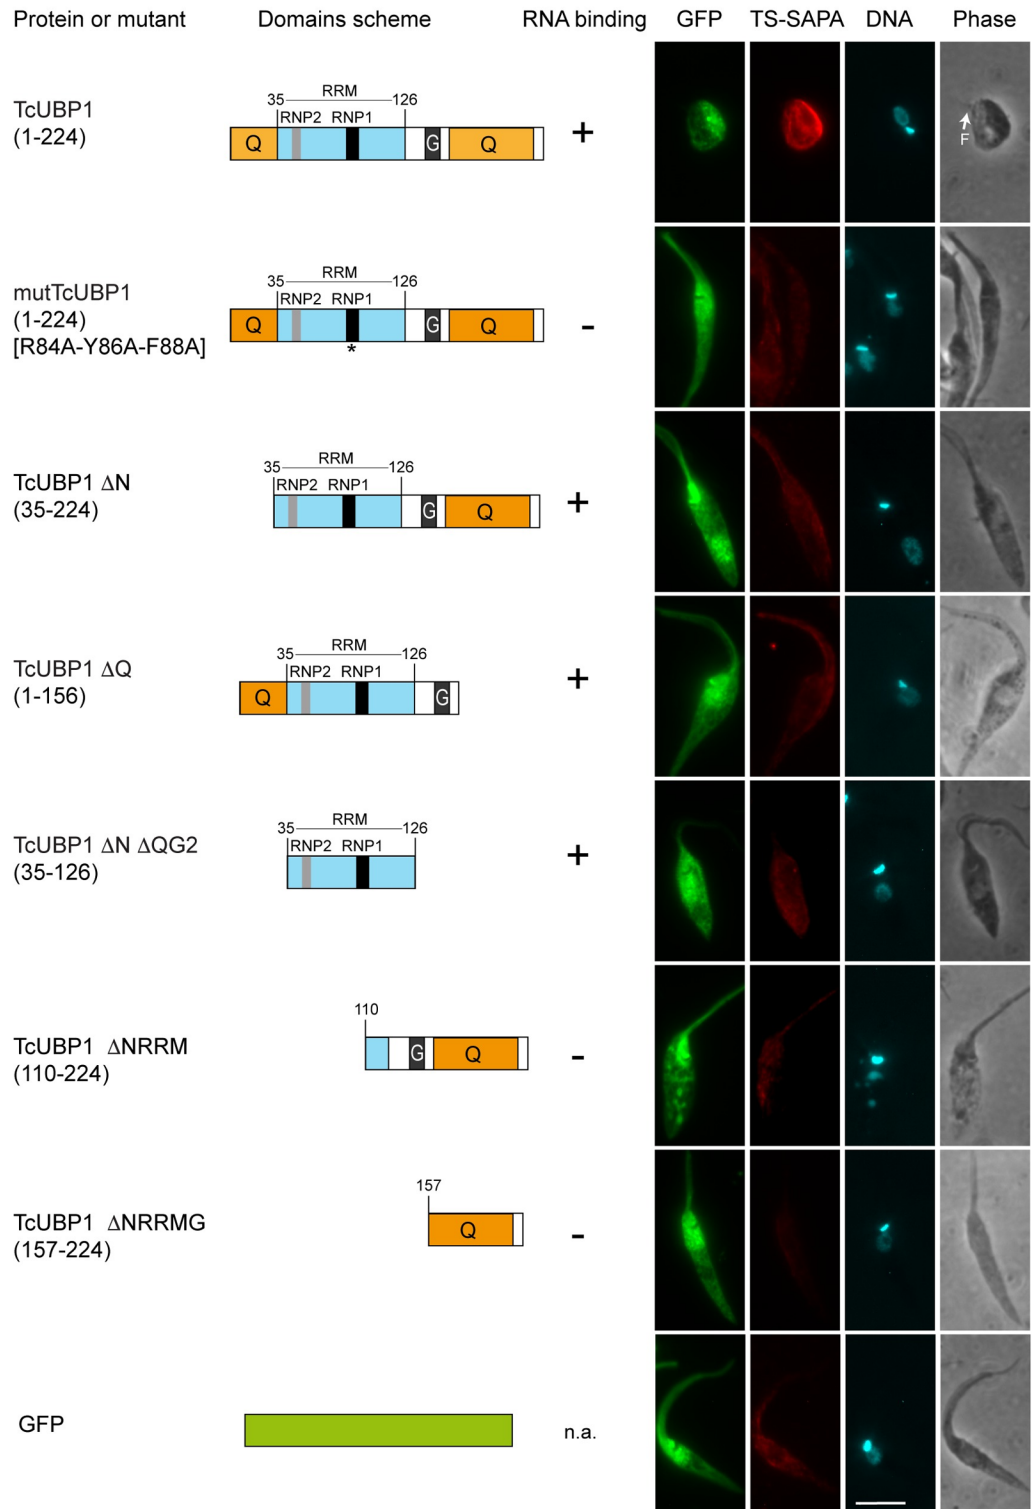 Protein or mutant Domains scheme RNA binding GFP TS-SAPA DNA Phase
TcUBP1
(1-224)
35 RRM 126
RNP2 RNP1
Q G Q
+
F
mutTcUBP1
(1-224)
[R84A-Y86A-F88A]
35 RRM 126
RNP2 RNP1
Q G Q
*
-
TcUBP1 ΔN
(35-224)
35 RRM 126
RNP2 RNP1
G Q
+
TcUBP1 ΔQ
(1-156)
35 RRM 126
RNP2 RNP1
Q G
+
TcUBP1 ΔN ΔQG2
(35-126)
35 RRM 126
RNP2 RNP1
+
TcUBP1 ΔNRRM
(110-224)
110
G Q
-
TcUBP1 ΔNRRMG
(157-224)
157
Q
-
GFP
n.a.